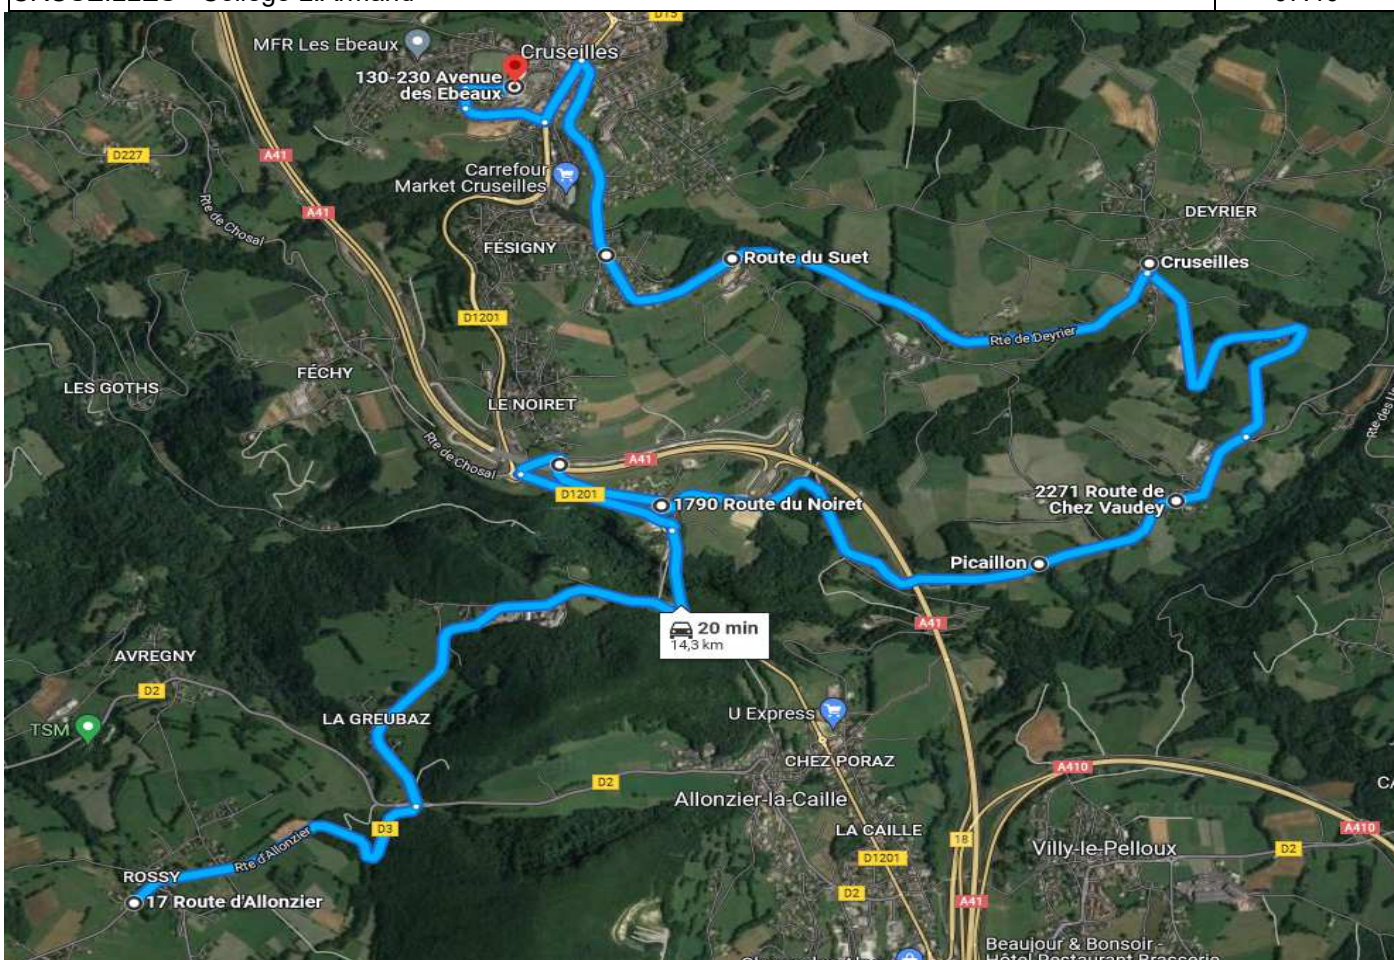 D15
MFR Les Ebeaux
Cruseilles
130-230 Avenue
des Ebeaux
D227
A41
Carrefour
Market Cruseilles
Rte de Chosal
A41
DEYRIER
FÉSIGNY
Route du Suet
Cruseilles
D1201
Rte de Deyrier
FÉCHY
LES GOTHS
LE NOIRET
Rte de Chosal
A41
D1201
1790 Route du Noiret
2271 Route de
Chez Vaudey
Picaillon
20 min
14,3 km
A41
AVREGNY
D2
TSM
LA GREUBAZ
U Express
CHEZ PORAZ
A410
D2
Allonzier-la-Caille
D3
LA CAILLE
18
A410
Rte d'Allonzier
D1201
Villy-le-Pelloux
D2
ROSSY
D2
17 Route d'Allonzier
A41
Beaujour & Bonsoir -
Hôtel Restaurant Brasserie